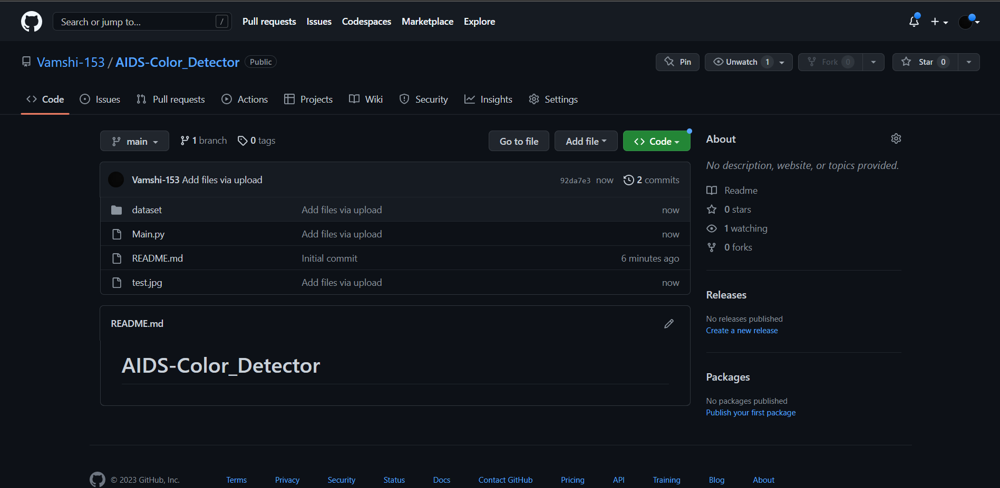 Search or jump to... /
Pull requests Issues Codespaces Marketplace Explore
Vamshi-153 / AIDS-Color_Detector Public
Pin Unwatch 1 Fork 0 Star 0
Code Issues Pull requests Actions Projects Wiki Security Insights Settings
main 1 branch 0 tags Go to file Add file Code
Vamshi-153 Add files via upload 92da7e3 now 2 commits
dataset Add files via upload now
Main.py Add files via upload now
README.md Initial commit 6 minutes ago
test.jpg Add files via upload now
README.md
AIDS-Color_Detector
About
No description, website, or topics provided.
Readme
0 stars
1 watching
0 forks
Releases
No releases published
Create a new release
Packages
No packages published
Publish your first package
© 2023 GitHub, Inc. Terms Privacy Security Status Docs Contact GitHub Pricing API Training Blog About